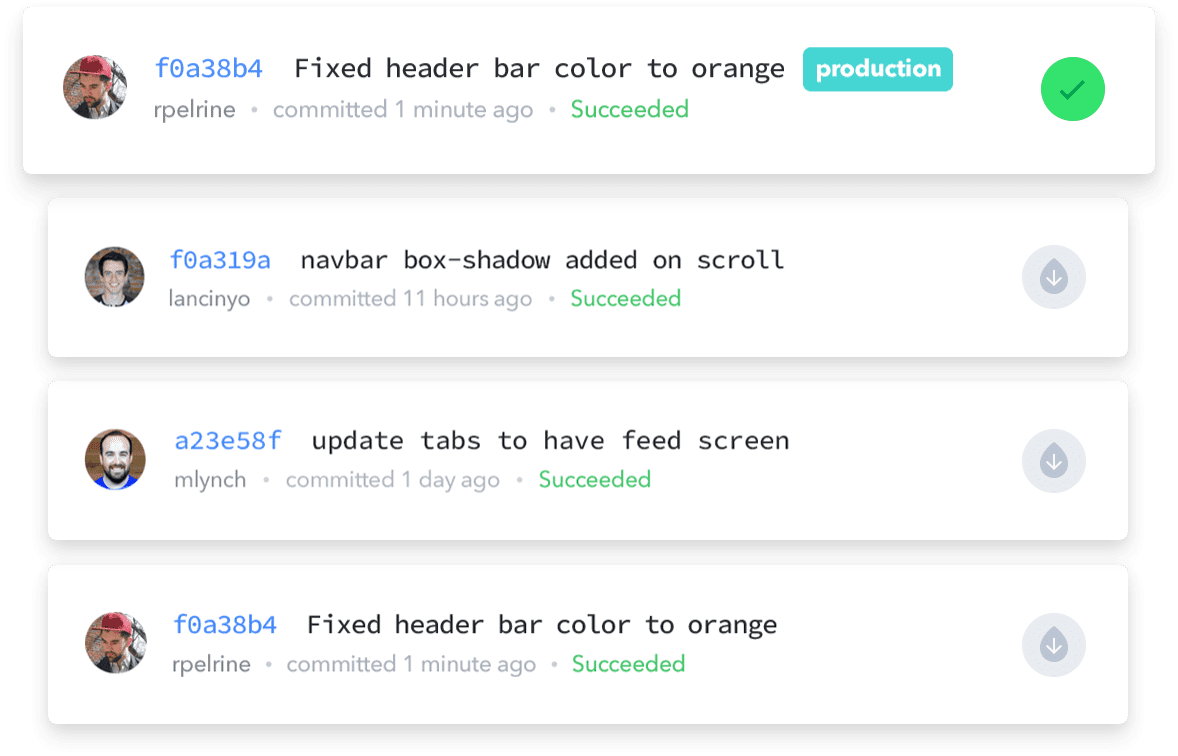 f0a38b4 Fixed header bar color to orange production
rpelrine • committed 1 minute ago • Succeeded
f0a319a navbar box-shadow added on scroll
lancinyo • committed 11 hours ago • Succeeded
a23e58f update tabs to have feed screen
mlynch • committed 1 day ago • Succeeded
f0a38b4 Fixed header bar color to orange
rpelrine • committed 1 minute ago • Succeeded